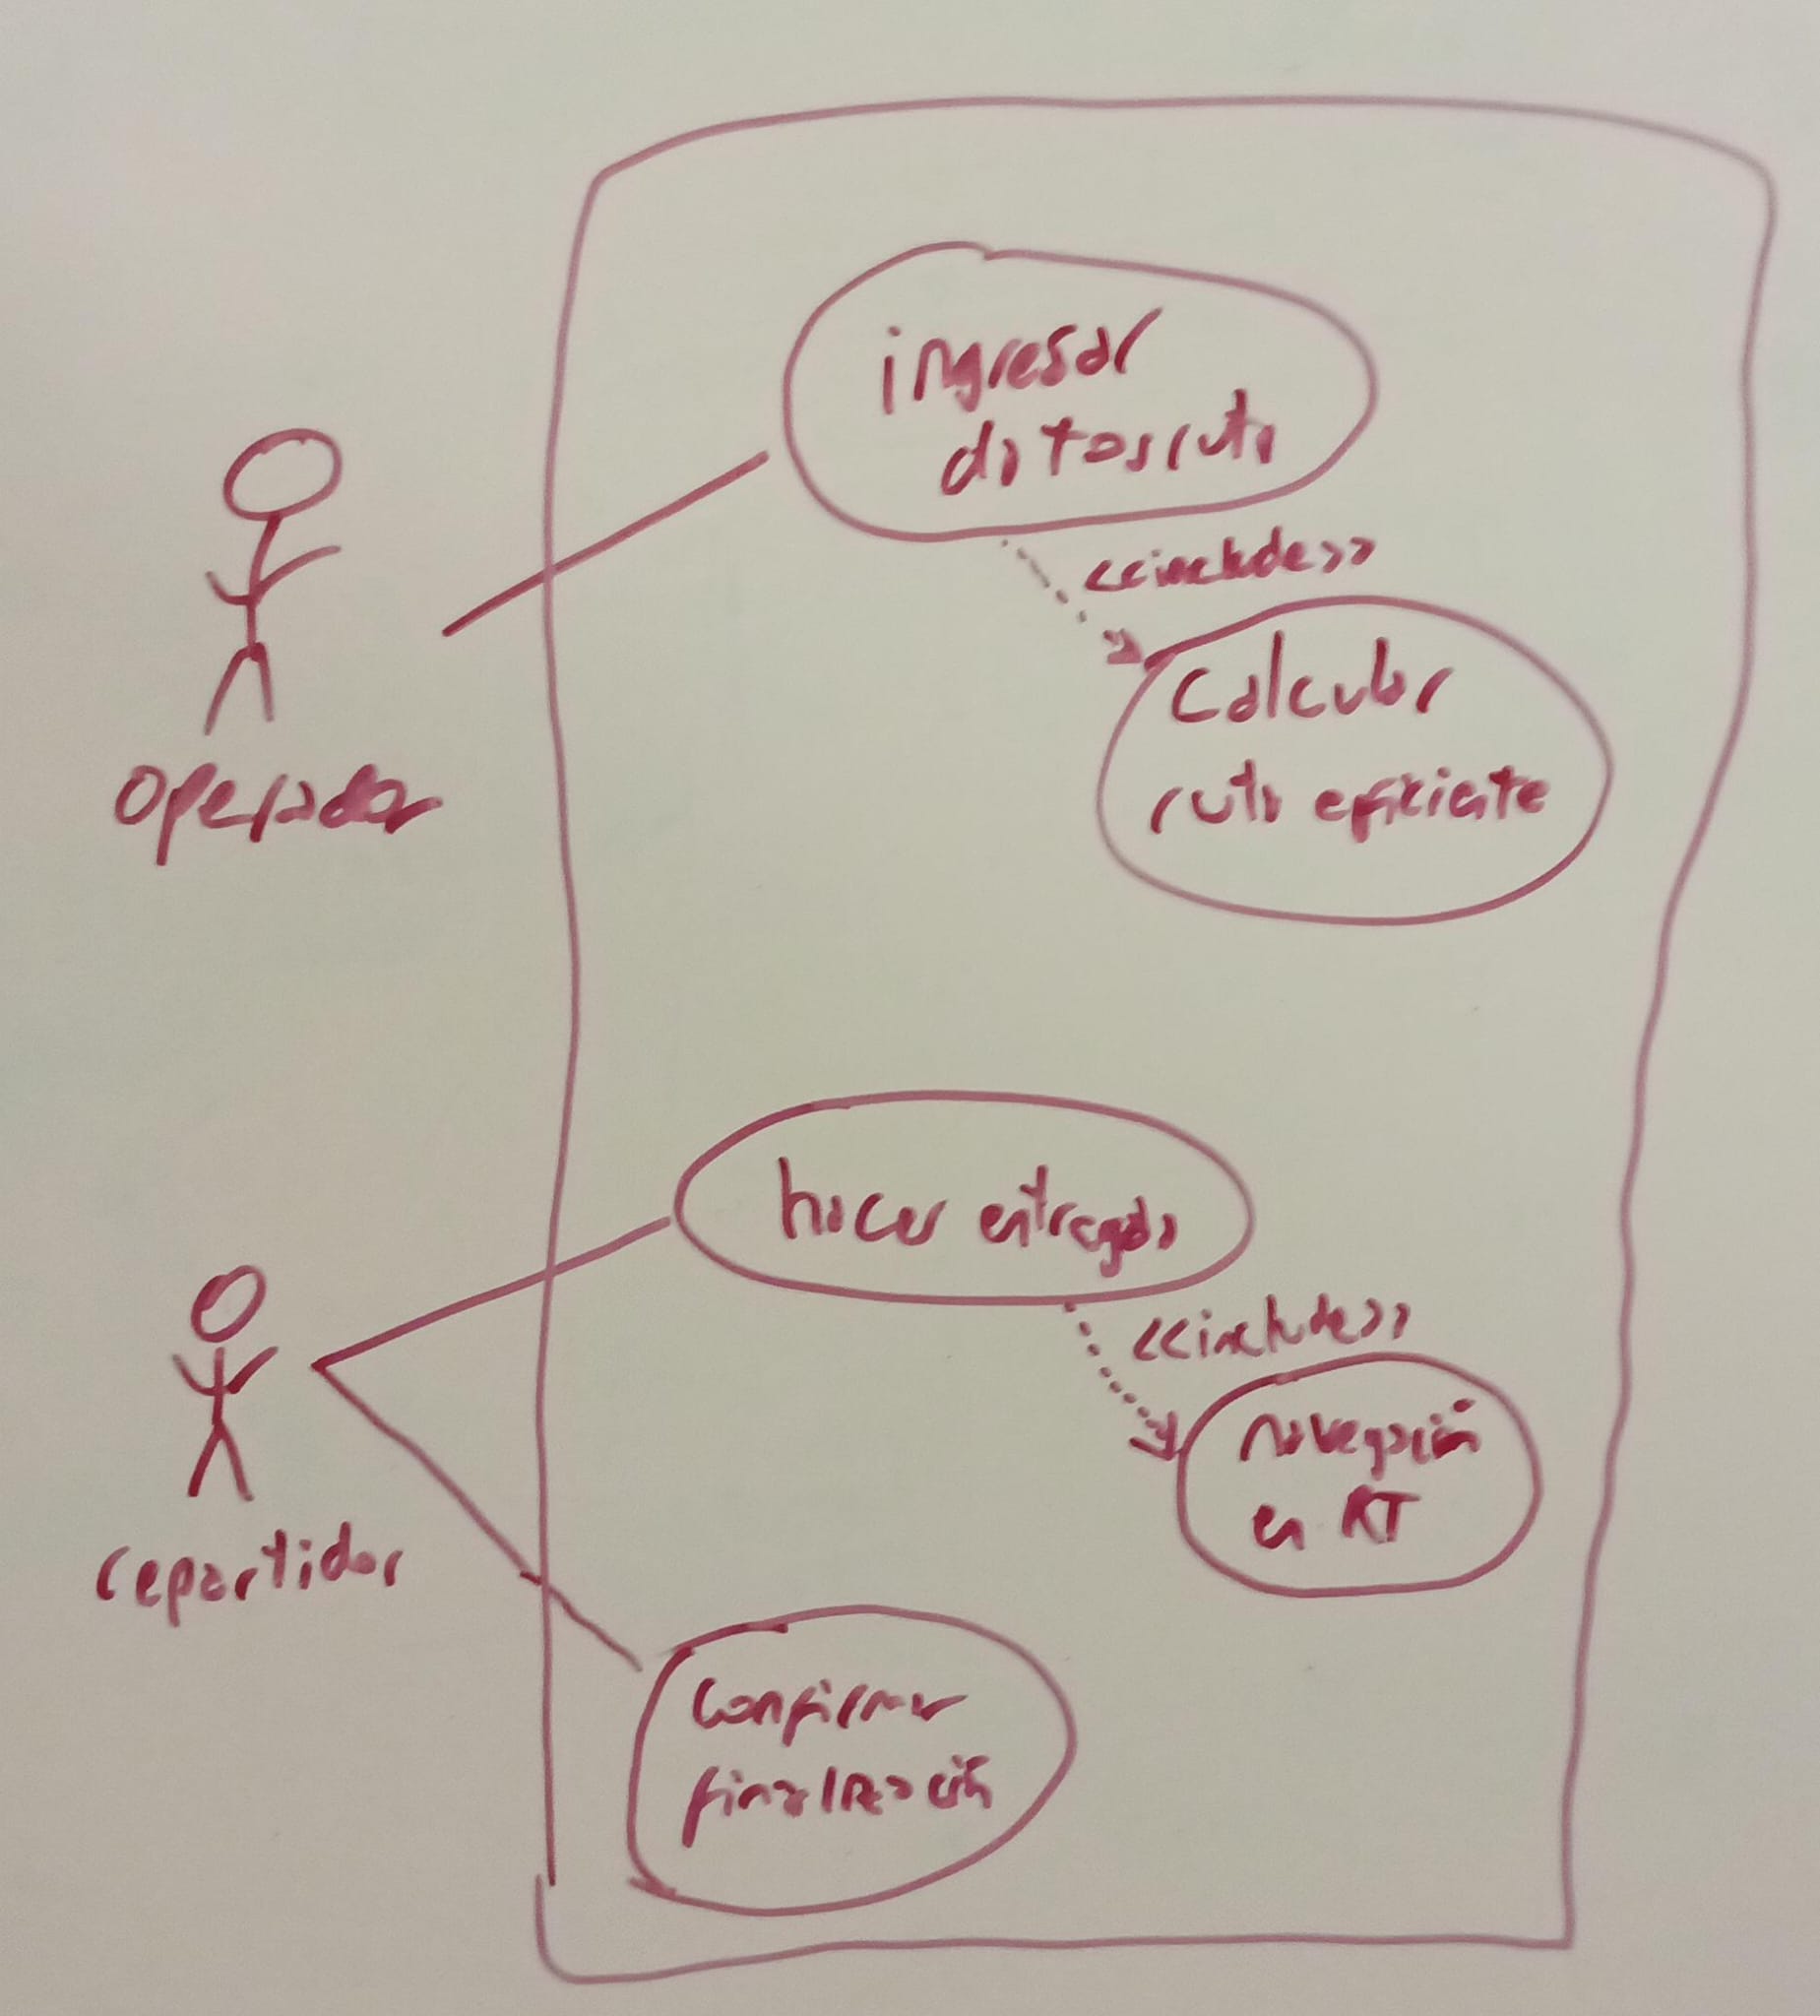 ingresar
datos ruta
<<include>>
Calcular
ruta eficiente
operador
hacer entregas
<<include>>
navegación
en RT
repartidor
Confirmar
finalización